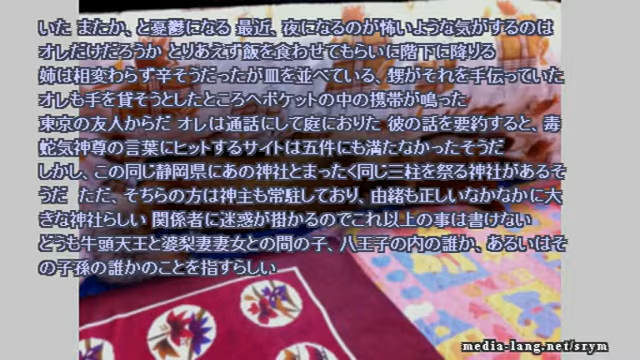 いた またか、と憂鬱になる 最近、夜になるのが怖いような気がするのは
オレだけだろうか とりあえず飯を食わせてもらいに階下に降りる
姉は相変わらず辛そうだったが皿を並べている、甥がそれを手伝っていた
オレも手を貸そうとしたところへポケットの中の携帯が鳴った
東京の友人からだ オレは通話にして庭におりた 彼の話を要約すると、毒
蛇気神尊の言葉にヒットするサイトは五件にも満たなかったそうだ
しかし、この同じ静岡県にあの神社とまったく同じ三柱を祭る神社があるそ
うだ ただ、そちらの方は神主も常駐しており、由緒も正しいなかなかに大
きな神社らしい 関係者に迷惑が掛かるのでこれ以上の事は書けない
どうも牛頭天王と婆梨妻妻女との間の子、八王子の内の誰か、あるいはそ
の子孫の誰かのことを指すらしい
media-lang.net/srym